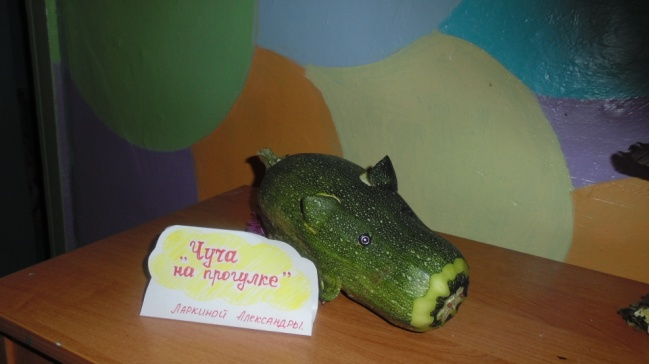 Чуча
„на прогулке"
Ларкиной Александры.